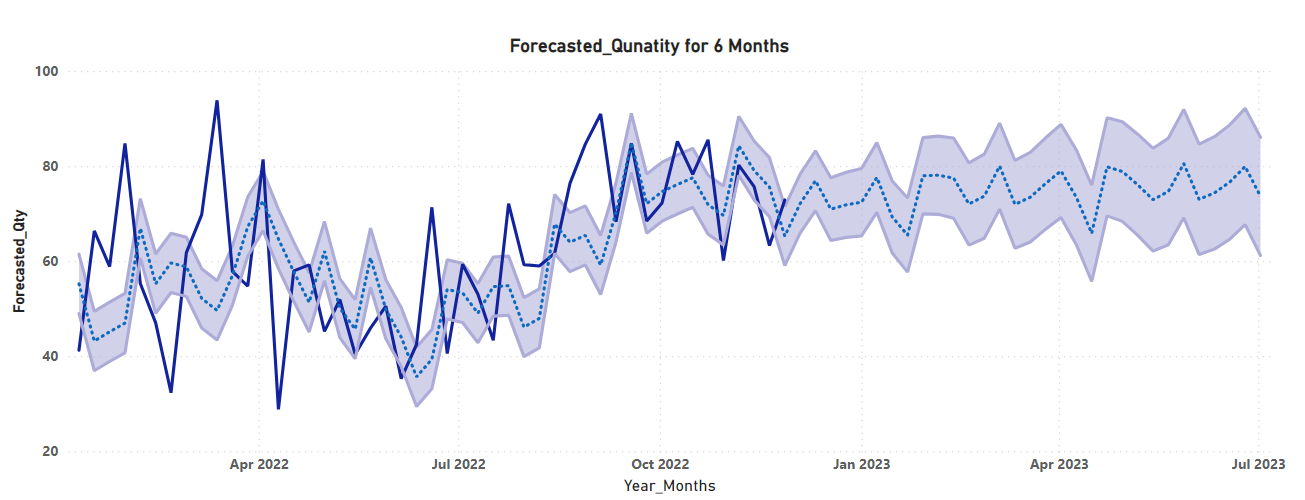 Forecasted_Qunatity for 6 Months
Forecasted_Qty
100
80
60
40
20
Apr 2022
Jul 2022
Oct 2022
Jan 2023
Apr 2023
Jul 2023
Year_Months